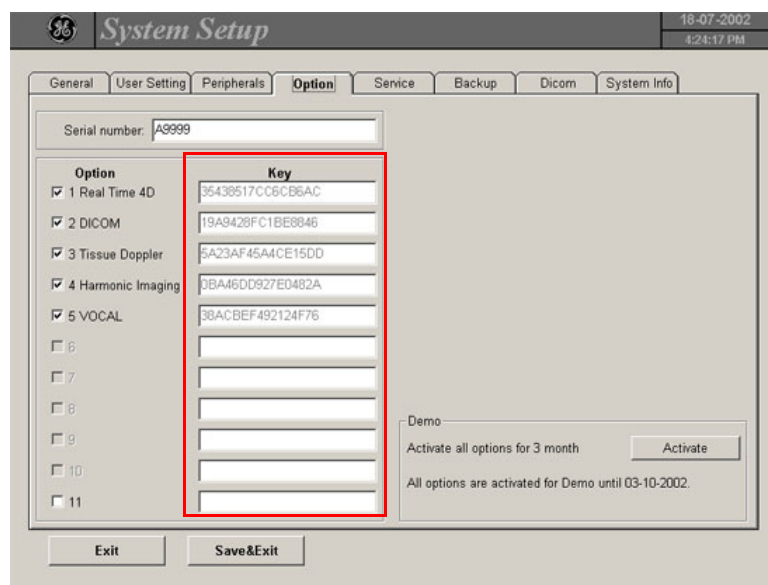 System Setup
18-07-2002
4:24:17 PM
General User Setting Peripherals Option Service Backup Dicom System Info
Serial number: A9999
Option Key
1 Real Time 4D 35438517CC6CB6AC
2 DICOM 19A9428FC1BE8846
3 Tissue Doppler 5A23AF45A4CE15DD
4 Harmonic Imaging 0BA46DD927E0482A
5 VOCAL 38ACBEF492124F76
6
7
8
9
10
11
Demo
Activate all options for 3 month Activate
All options are activated for Demo until 03-10-2002.
Exit Save&Exit